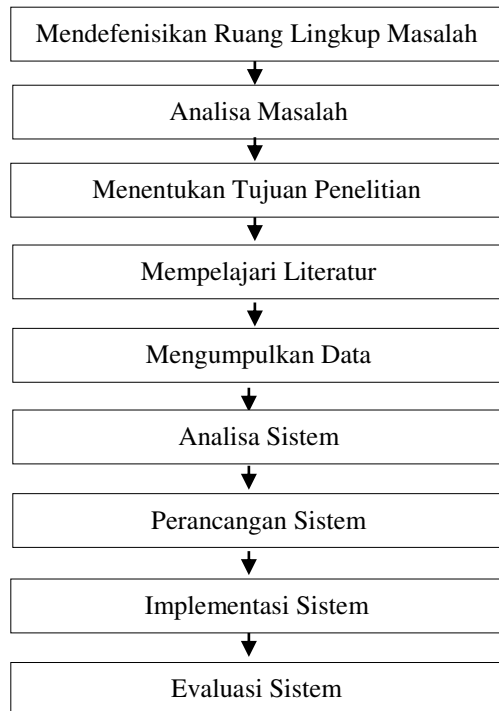 Mendefenisikan Ruang Lingkup Masalah
Analisa Masalah
Menentukan Tujuan Penelitian
Mempelajari Literatur
Mengumpulkan Data
Analisa Sistem
Perancangan Sistem
Implementasi Sistem
Evaluasi Sistem